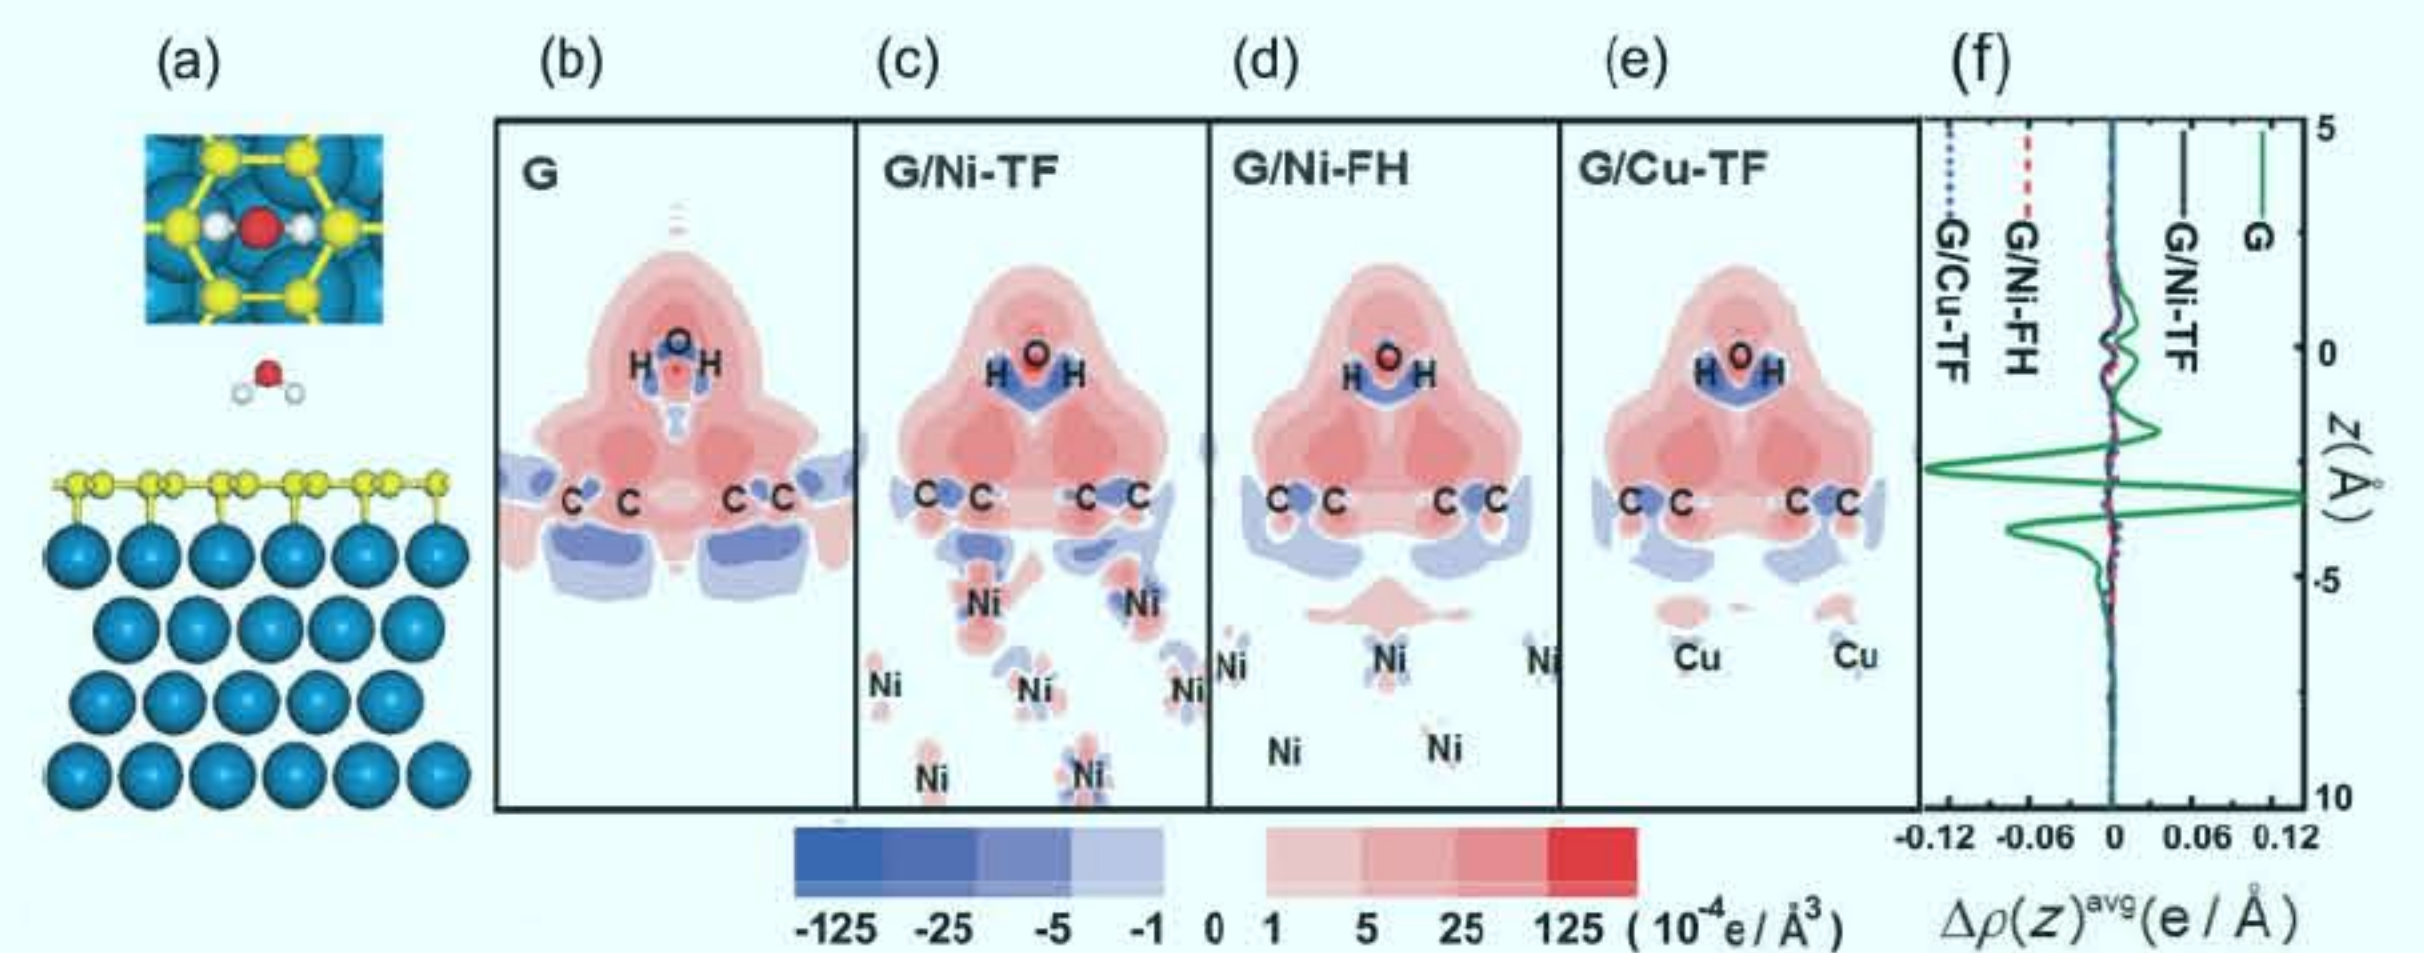 (a)
(b)
(c)
(d)
(e)
(f)
G
G/Ni-TF
G/Ni-FH
G/Cu-TF
O
H H
C C C C
O
H H
C C C C
Ni Ni
Ni Ni Ni
Ni Ni
O
H H
C C C C
Ni Ni Ni
Ni Ni
O
H H
C C C C
Cu Cu
G/Cu-TF
G/Ni-FH
G/Ni-TF
G
5
0
-5
10
z(Å)
-0.12 -0.06 0 0.06 0.12
Δρ(z)avg(e / Å)
-125 -25 -5 -1 0 1 5 25 125 ( 10-4e / Å3)